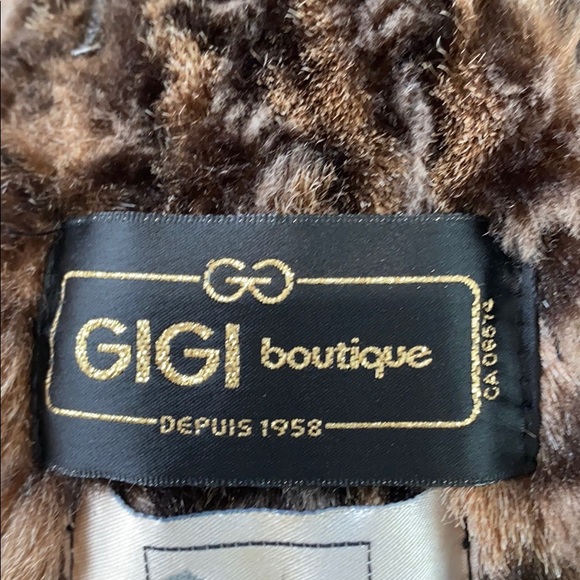 GG
GIGI boutique
DEPUIS 1958
CA 06574